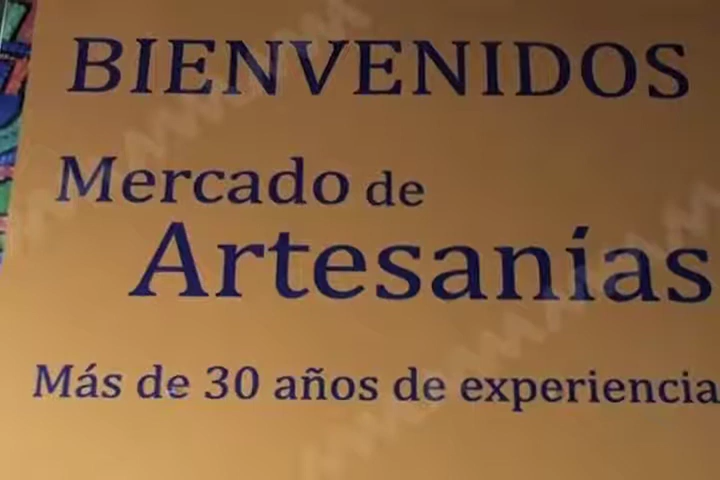 BIENVENIDOS
Mercado de
Artesanías
Más de 30 años de experiencia